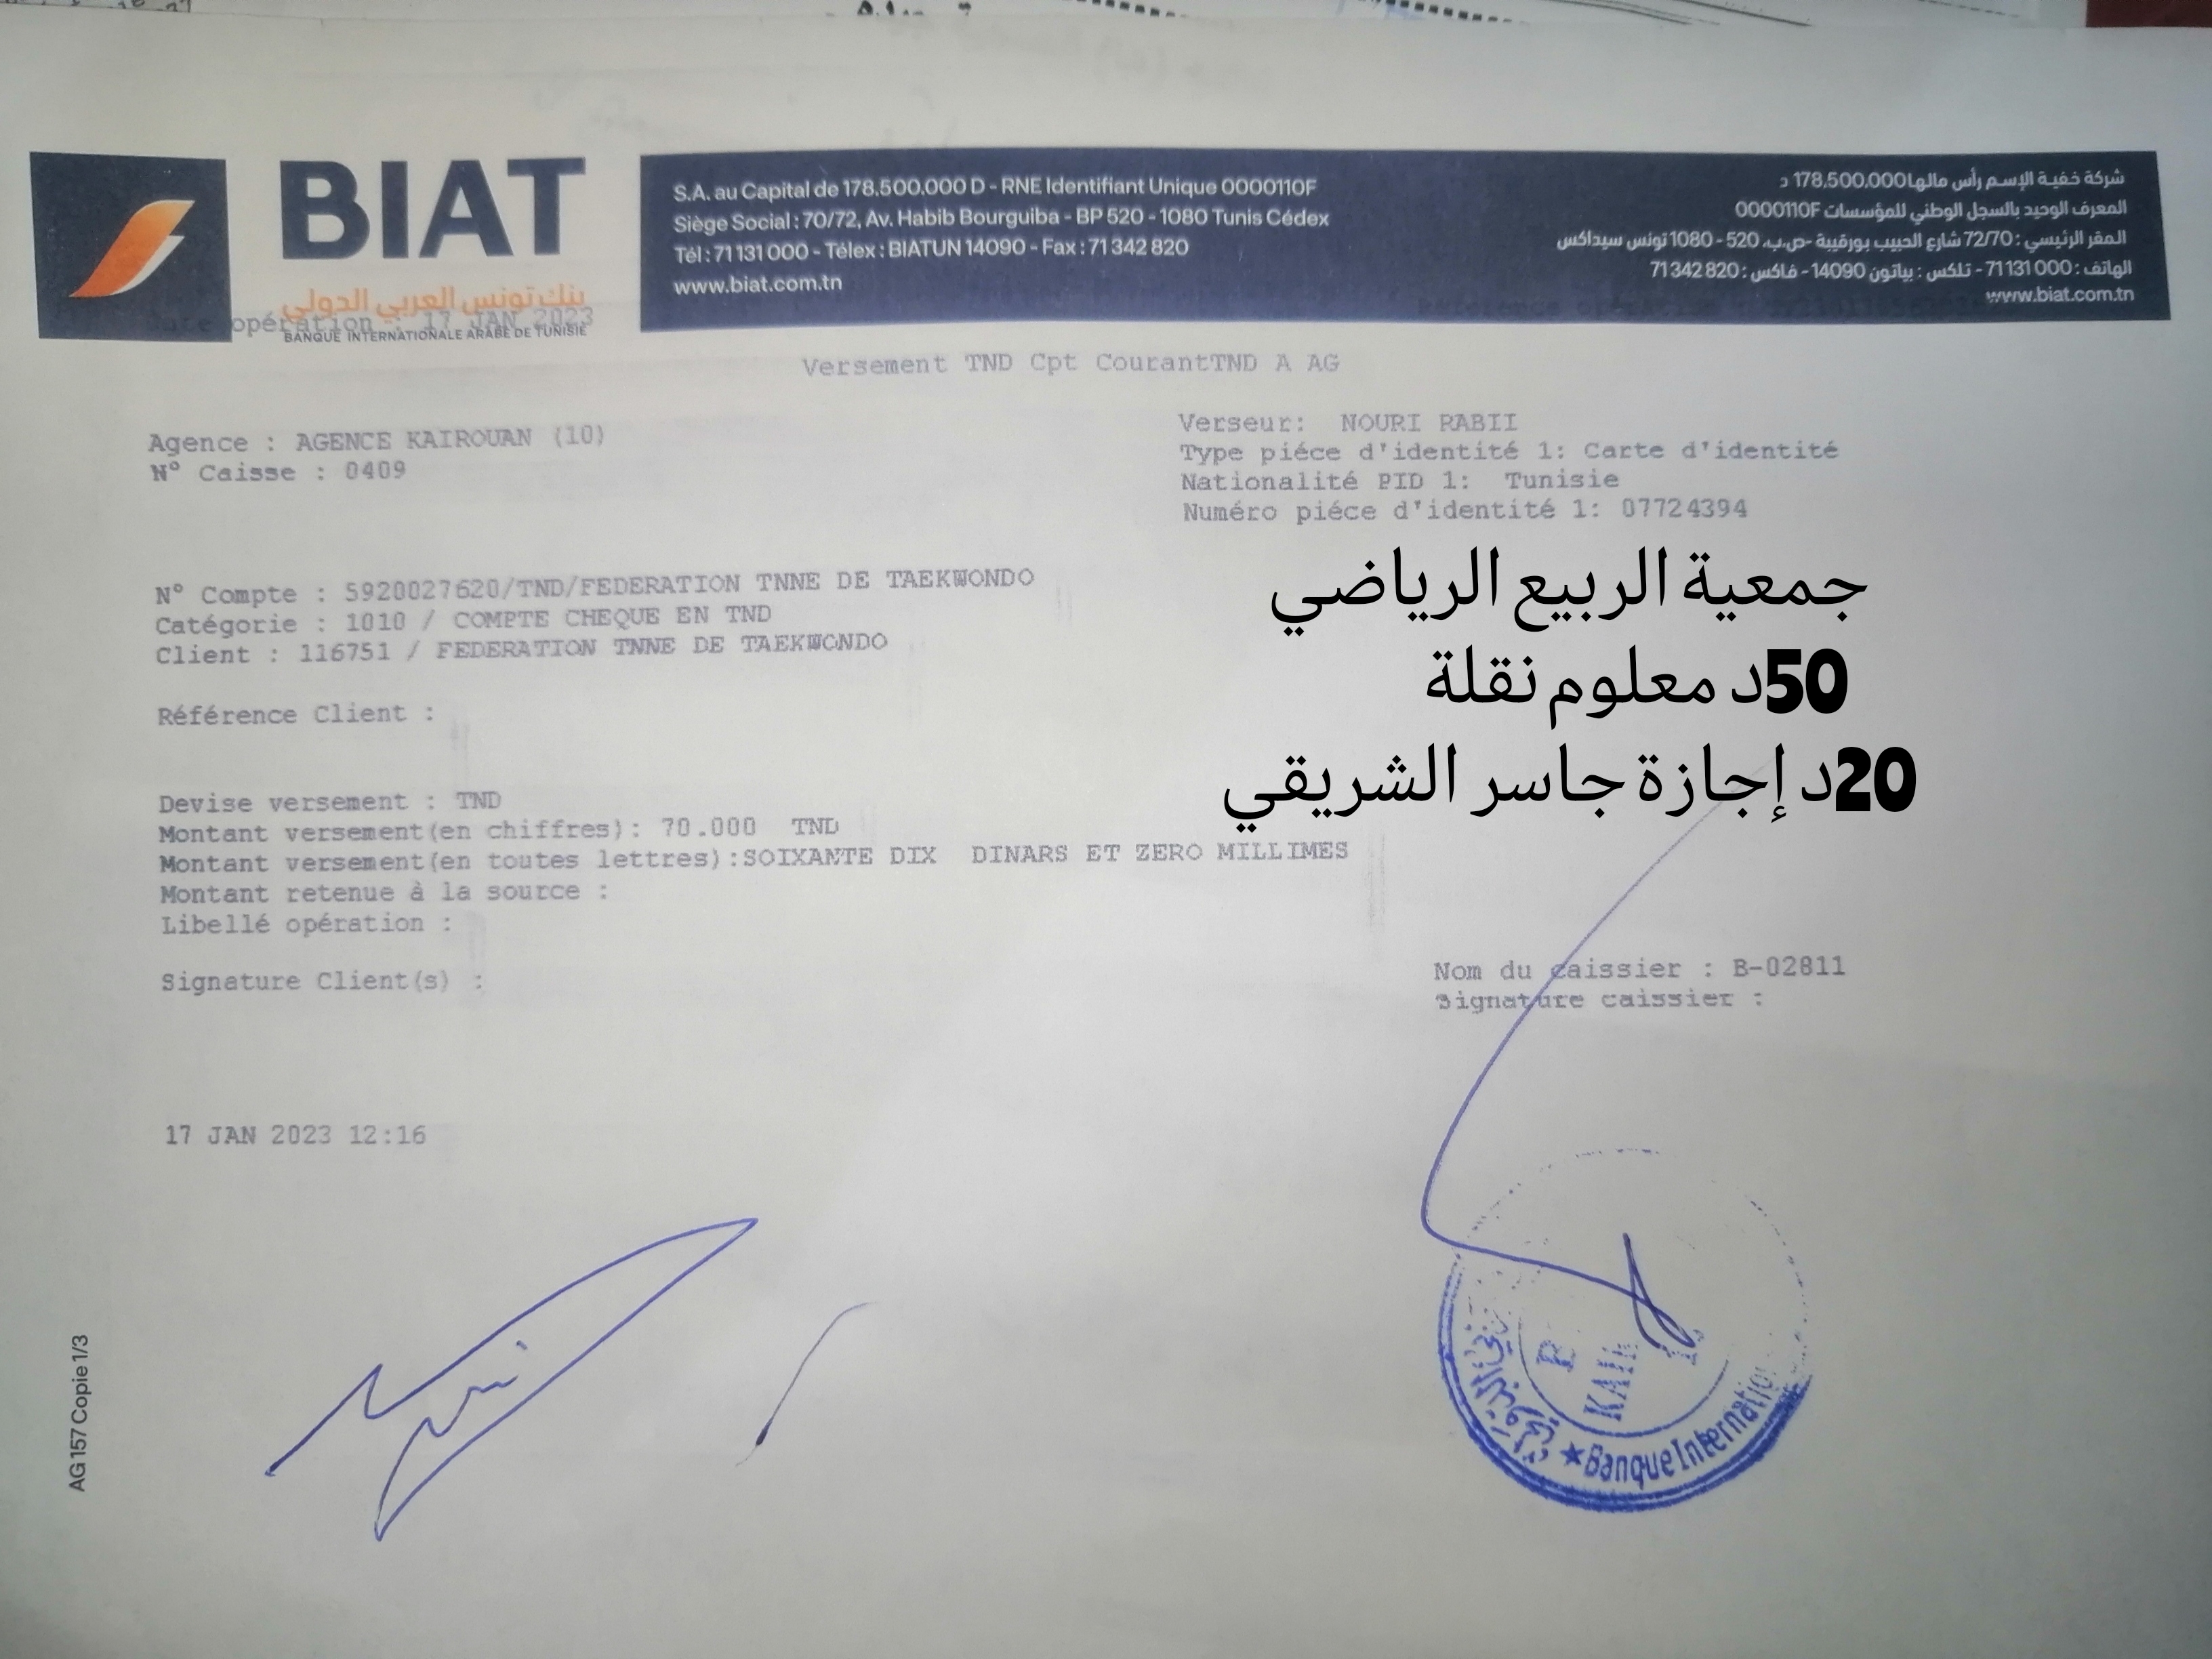 BIAT
بنك تونس العربي الدولي
BANQUE INTERNATIONALE ARABE DE TUNISIE
S.A. au Capital de 178.500.000 D - RNE Identifiant Unique 0000110F
Siège Social : 70/72, Av. Habib Bourguiba - BP 520 - 1080 Tunis Cédex
Tél : 71 131 000 - Télex : BIATUN 14090 - Fax : 71 342 820
www.biat.com.tn
شركة خفية الإسم رأس مالها 178.500.000 د
المعرف الوحيد بالسجل الوطني للمؤسسات 0000110F
المقر الرئيسي : 72/70 شارع الحبيب بورقيبة -ص.ب. 520 - 1080 تونس سيداكس
الهاتف : 000 131 71 - تلكس : بياتون 14090 - فاكس : 820 342 71
www.biat.com.tn
Date opération : 17 JAN 2023
Versement TND Cpt CourantTND A AG
Agence : AGENCE KAIROUAN (10)
N° Caisse : 0409
Verseur: NOURI RABII
Type piéce d'identité 1: Carte d'identité
Nationalité PID 1: Tunisie
Numéro piéce d'identité 1: 07724394
N° Compte : 5920027620/TND/FEDERATION TNNE DE TAEKWONDO
Catégorie : 1010 / COMPTE CHEQUE EN TND
Client : 116751 / FEDERATION TNNE DE TAEKWONDO
جمعية الربيع الرياضي
50د معلوم نقلة
20د إجازة جاسر الشريقي
Référence Client :
Devise versement : TND
Montant versement(en chiffres): 70.000 TND
Montant versement(en toutes lettres):SOIXANTE DIX DINARS ET ZERO MILLIMES
Montant retenue à la source :
Libellé opération :
Signature Client(s) :
Nom du caissier : B-02811
Signature caissier :
17 JAN 2023 12:16
AG 157 Copie 1/3
★ Banque Internatio